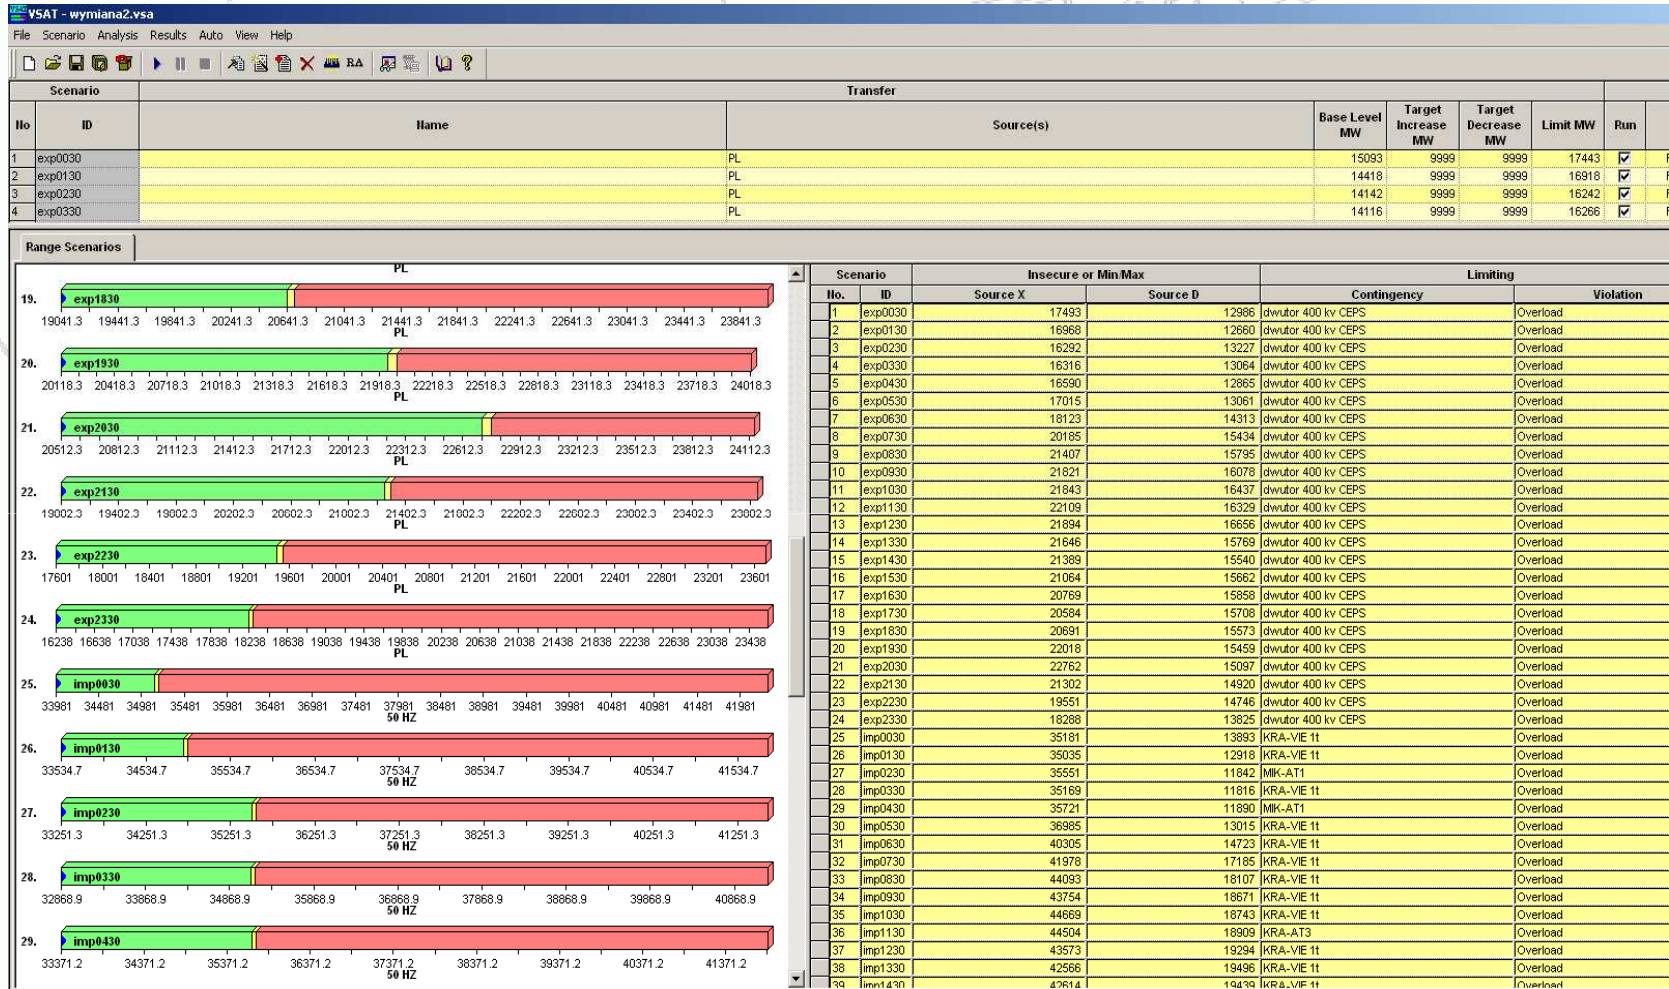 VSAT - wymiana2.vsa
File Scenario Analysis Results Auto View Help
RA
Scenario Transfer
No ID Name Source(s) Base Level MW Target Increase MW Target Decrease MW Limit MW Run
1 exp0030 PL 15093 9999 9999 17443
2 exp0130 PL 14418 9999 9999 16918
3 exp0230 PL 14142 9999 9999 16242
4 exp0330 PL 14116 9999 9999 16266
Range Scenarios
PL
19. exp1830
19041.3 19441.3 19841.3 20241.3 20641.3 21041.3 21441.3 21841.3 22241.3 22641.3 23041.3 23441.3 23841.3
PL
20. exp1930
20118.3 20418.3 20718.3 21018.3 21318.3 21618.3 21918.3 22218.3 22518.3 22818.3 23118.3 23418.3 23718.3 24018.3
PL
21. exp2030
20512.3 20812.3 21112.3 21412.3 21712.3 22012.3 22312.3 22612.3 22912.3 23212.3 23512.3 23812.3 24112.3
PL
22. exp2130
19002.3 19402.3 19802.3 20202.3 20602.3 21002.3 21402.3 21802.3 22202.3 22602.3 23002.3 23402.3 23802.3
PL
23. exp2230
17601 18001 18401 18801 19201 19601 20001 20401 20801 21201 21601 22001 22401 22801 23201 23601
PL
24. exp2330
16238 16638 17038 17438 17838 18238 18638 19038 19438 19838 20238 20638 21038 21438 21838 22238 22638 23038 23438
PL
25. imp0030
33981 34481 34981 35481 35981 36481 36981 37481 37981 38481 38981 39481 39981 40481 40981 41481 41981
50 HZ
26. imp0130
33534.7 34534.7 35534.7 36534.7 37534.7 38534.7 39534.7 40534.7 41534.7
50 HZ
27. imp0230
33251.3 34251.3 35251.3 36251.3 37251.3 38251.3 39251.3 40251.3 41251.3
50 HZ
28. imp0330
32868.9 33868.9 34868.9 35868.9 36868.9 37868.9 38868.9 39868.9 40868.9
50 HZ
29. imp0430
33371.2 34371.2 35371.2 36371.2 37371.2 38371.2 39371.2 40371.2 41371.2
50 HZ
Scenario Insecure or Min/Max Limiting
No. ID Source X Source D Contingency Violation
1 exp0030 17493 12986 dwutor 400 kv CEPS Overload
2 exp0130 16968 12660 dwutor 400 kv CEPS Overload
3 exp0230 16292 13227 dwutor 400 kv CEPS Overload
4 exp0330 16316 13064 dwutor 400 kv CEPS Overload
5 exp0430 16590 12865 dwutor 400 kv CEPS Overload
6 exp0530 17015 13061 dwutor 400 kv CEPS Overload
7 exp0630 18123 14313 dwutor 400 kv CEPS Overload
8 exp0730 20185 15434 dwutor 400 kv CEPS Overload
9 exp0830 21407 15795 dwutor 400 kv CEPS Overload
10 exp0930 21821 16078 dwutor 400 kv CEPS Overload
11 exp1030 21843 16437 dwutor 400 kv CEPS Overload
12 exp1130 22109 16329 dwutor 400 kv CEPS Overload
13 exp1230 21894 16656 dwutor 400 kv CEPS Overload
14 exp1330 21646 15769 dwutor 400 kv CEPS Overload
15 exp1430 21389 15540 dwutor 400 kv CEPS Overload
16 exp1530 21064 15662 dwutor 400 kv CEPS Overload
17 exp1630 20769 15858 dwutor 400 kv CEPS Overload
18 exp1730 20584 15708 dwutor 400 kv CEPS Overload
19 exp1830 20691 15573 dwutor 400 kv CEPS Overload
20 exp1930 22018 15459 dwutor 400 kv CEPS Overload
21 exp2030 22762 15097 dwutor 400 kv CEPS Overload
22 exp2130 21302 14920 dwutor 400 kv CEPS Overload
23 exp2230 19551 14746 dwutor 400 kv CEPS Overload
24 exp2330 18288 13825 dwutor 400 kv CEPS Overload
25 imp0030 35181 13893 KRA-VIE 1t Overload
26 imp0130 35035 12918 KRA-VIE 1t Overload
27 imp0230 35551 11842 MIK-AT1 Overload
28 imp0330 35169 11816 KRA-VIE 1t Overload
29 imp0430 35721 11890 MIK-AT1 Overload
30 imp0530 36985 13015 KRA-VIE 1t Overload
31 imp0630 40305 14723 KRA-VIE 1t Overload
32 imp0730 41978 17185 KRA-VIE 1t Overload
33 imp0830 44093 18107 KRA-VIE 1t Overload
34 imp0930 43754 18671 KRA-VIE 1t Overload
35 imp1030 44669 18743 KRA-VIE 1t Overload
36 imp1130 44504 18909 KRA-AT3 Overload
37 imp1230 43573 19294 KRA-VIE 1t Overload
38 imp1330 42566 19496 KRA-VIE 1t Overload
39 imp1430 42614 19439 KRA-VIE 1t Overload